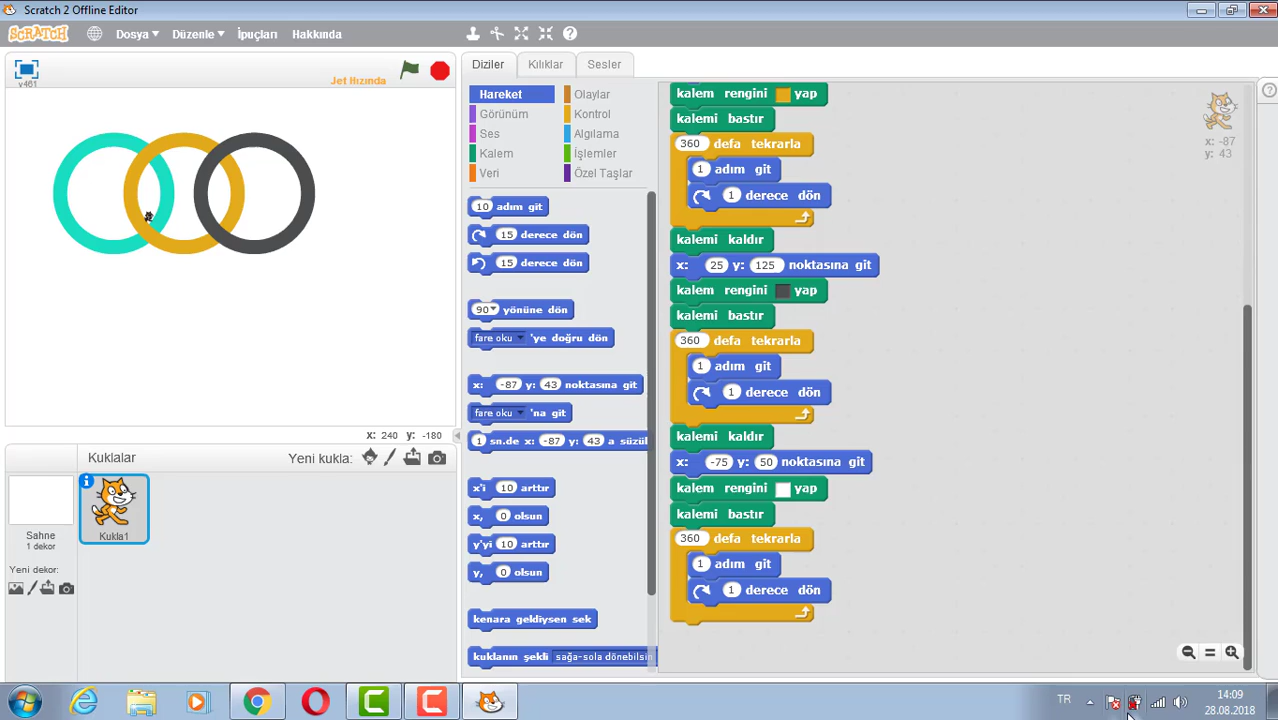 Scratch 2 Offline Editor
SCRATCH Dosya Düzenle İpuçları Hakkında
v461
Jet Hızında
Diziler Kılıklar Sesler
Hareket
Görünüm
Ses
Kalem
Veri
Olaylar
Kontrol
Algılama
İşlemler
Özel Taşlar
10 adım git
15 derece dön
15 derece dön
90 yönüne dön
fare oku 'ye doğru dön
x: -87 y: 43 noktasına git
fare oku 'na git
1 sn.de x: -87 y: 43 a süzül
x'i 10 arttır
x, 0 olsun
y'yi 10 arttır
y, 0 olsun
kenara geldiysen sek
kuklanın şekli sağa-sola dönebilsin
kalem rengini yap
kalemi bastır
360 defa tekrarla
1 adım git
1 derece dön
kalemi kaldır
x: 25 y: 125 noktasına git
kalem rengini yap
kalemi bastır
360 defa tekrarla
1 adım git
1 derece dön
kalemi kaldır
x: -75 y: 50 noktasına git
kalem rengini yap
kalemi bastır
360 defa tekrarla
1 adım git
1 derece dön
x: -87
y: 43
x: 240 y: -180
Kuklalar Yeni kukla:
Sahne
1 dekor
Yeni dekor:
Kukla1
TR
14:09
28.08.2018